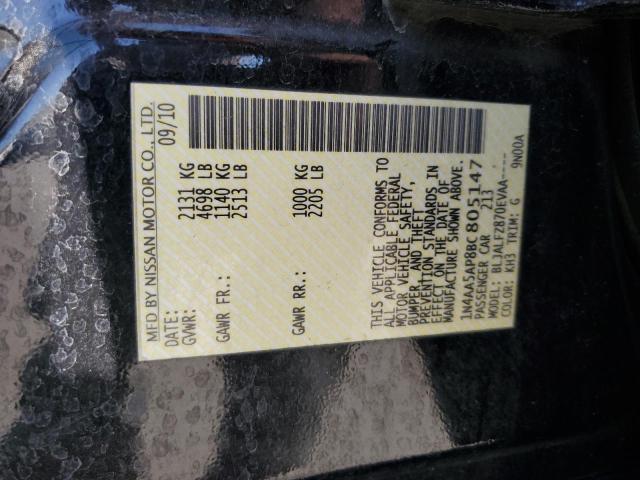 MFD BY NISSAN MOTOR CO., LTD.
DATE: 09/10
GVWR: 2131 KG
4698 LB
GAWR FR.: 1140 KG
2513 LB
GAWR RR.: 1000 KG
2205 LB
THIS VEHICLE CONFORMS TO
ALL APPLICABLE FEDERAL
MOTOR VEHICLE SAFETY,
BUMPER, AND THEFT
PREVENTION STANDARDS IN
EFFECT ON THE DATE OF
MANUFACTURE SHOWN ABOVE.
1N4AA5AP8BC805147
PASSENGER CAR 213
MODEL: BLJALFZ870EVAA----
COLOR: KH3 TRIM: G 9N00A